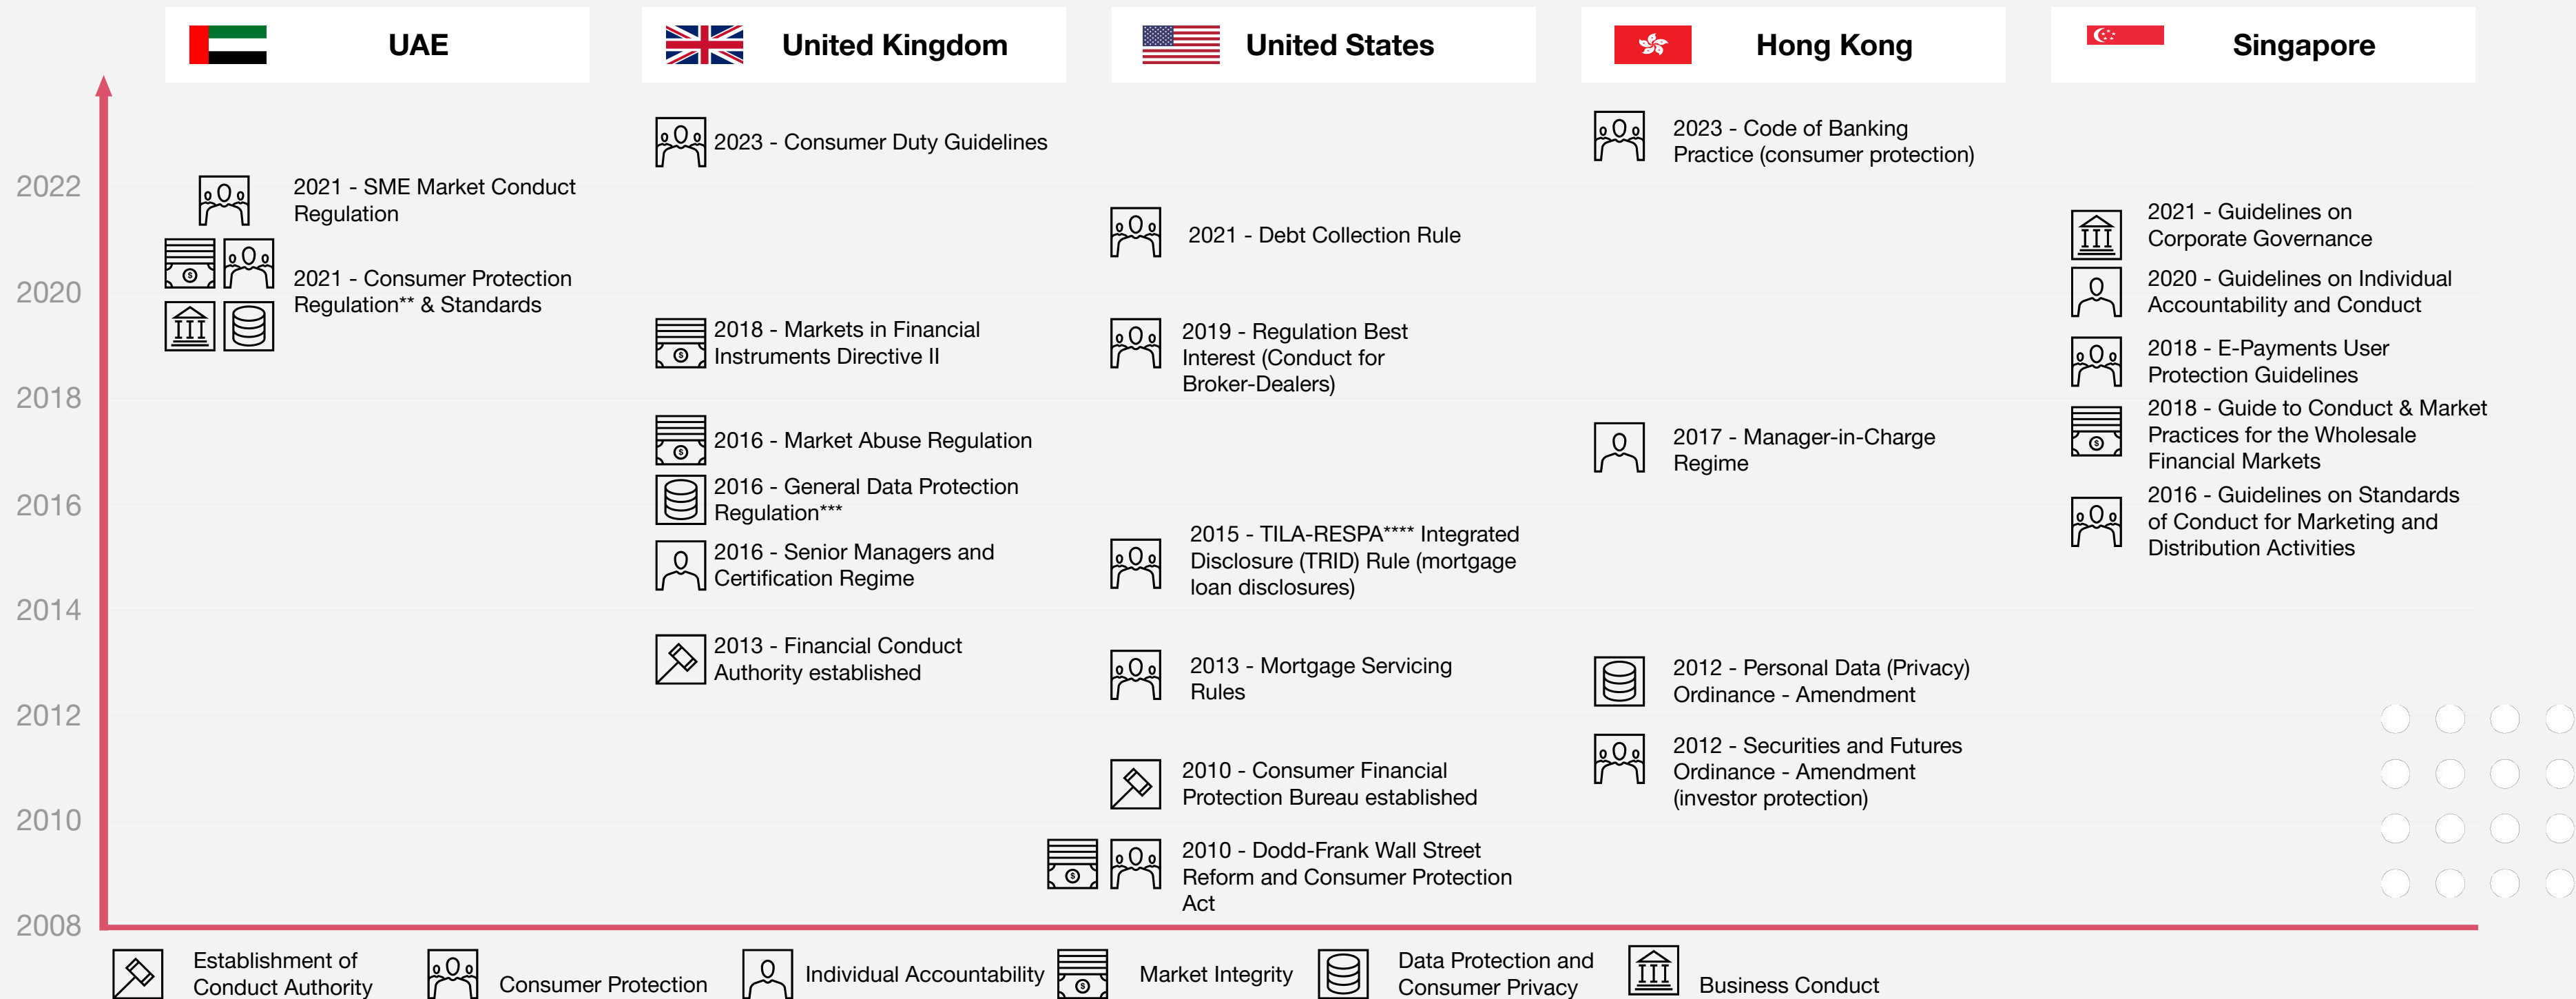 UAE
United Kingdom
United States
Hong Kong
Singapore
2022
2020
2018
2016
2014
2012
2010
2008
2021 - SME Market Conduct
Regulation
2021 - Consumer Protection
Regulation** & Standards
2023 - Consumer Duty Guidelines
2018 - Markets in Financial
Instruments Directive II
2016 - Market Abuse Regulation
2016 - General Data Protection
Regulation***
2016 - Senior Managers and
Certification Regime
2013 - Financial Conduct
Authority established
2021 - Debt Collection Rule
2019 - Regulation Best
Interest (Conduct for
Broker-Dealers)
2015 - TILA-RESPA**** Integrated
Disclosure (TRID) Rule (mortgage
loan disclosures)
2013 - Mortgage Servicing
Rules
2010 - Consumer Financial
Protection Bureau established
2010 - Dodd-Frank Wall Street
Reform and Consumer Protection
Act
2023 - Code of Banking
Practice (consumer protection)
2017 - Manager-in-Charge
Regime
2012 - Personal Data (Privacy)
Ordinance - Amendment
2012 - Securities and Futures
Ordinance - Amendment
(investor protection)
2021 - Guidelines on
Corporate Governance
2020 - Guidelines on Individual
Accountability and Conduct
2018 - E-Payments User
Protection Guidelines
2018 - Guide to Conduct & Market
Practices for the Wholesale
Financial Markets
2016 - Guidelines on Standards
of Conduct for Marketing and
Distribution Activities
Establishment of
Conduct Authority
Consumer Protection
Individual Accountability
Market Integrity
Data Protection and
Consumer Privacy
Business Conduct